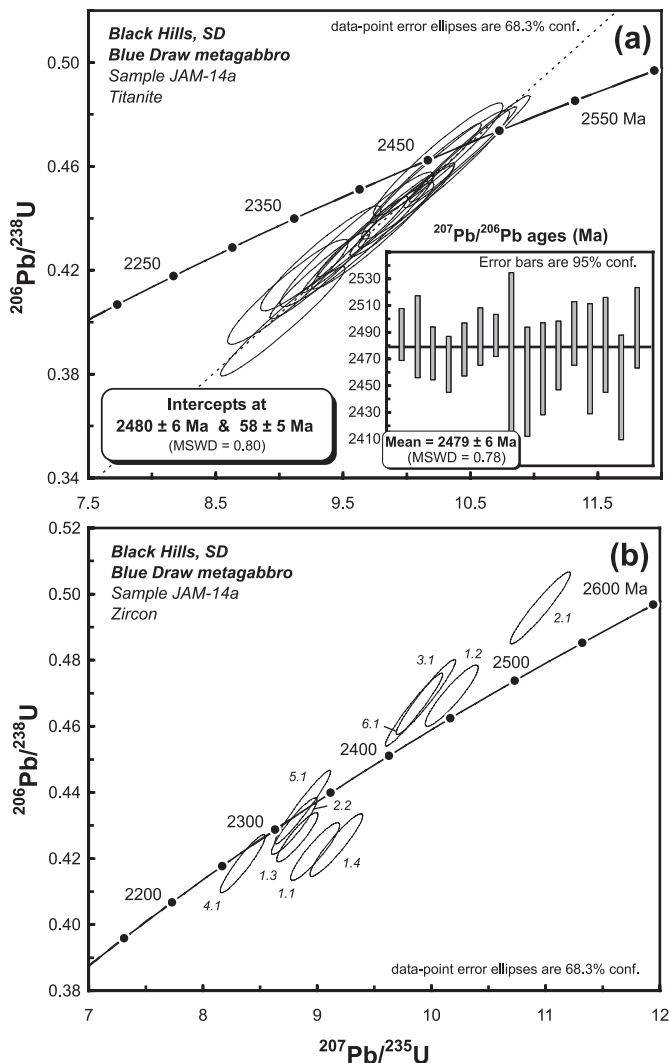 Black Hills, SD
Blue Draw metagabbro
Sample JAM-14a
Titanite
data-point error ellipses are 68.3% conf.
(a)
0.50
0.46
0.42
0.38
0.34
206Pb/238U
2250
2350
2450
2550 Ma
207Pb/206Pb ages (Ma)
Error bars are 95% conf.
2530
2510
2490
2470
2450
2430
2410
Mean = 2479 ± 6 Ma
(MSWD = 0.78)
Intercepts at
2480 ± 6 Ma & 58 ± 5 Ma
(MSWD = 0.80)
7.5 8.5 9.5 10.5 11.5
0.52
0.50
0.48
0.46
0.44
0.42
0.40
0.38
206Pb/238U
Black Hills, SD
Blue Draw metagabbro
Sample JAM-14a
Zircon
(b)
2600 Ma
2.1
2500
1.2
3.1
6.1
2400
5.1
2.2
2300
1.3
1.1
1.4
4.1
2200
data-point error ellipses are 68.3% conf.
7 8 9 10 11 12
207Pb/235U